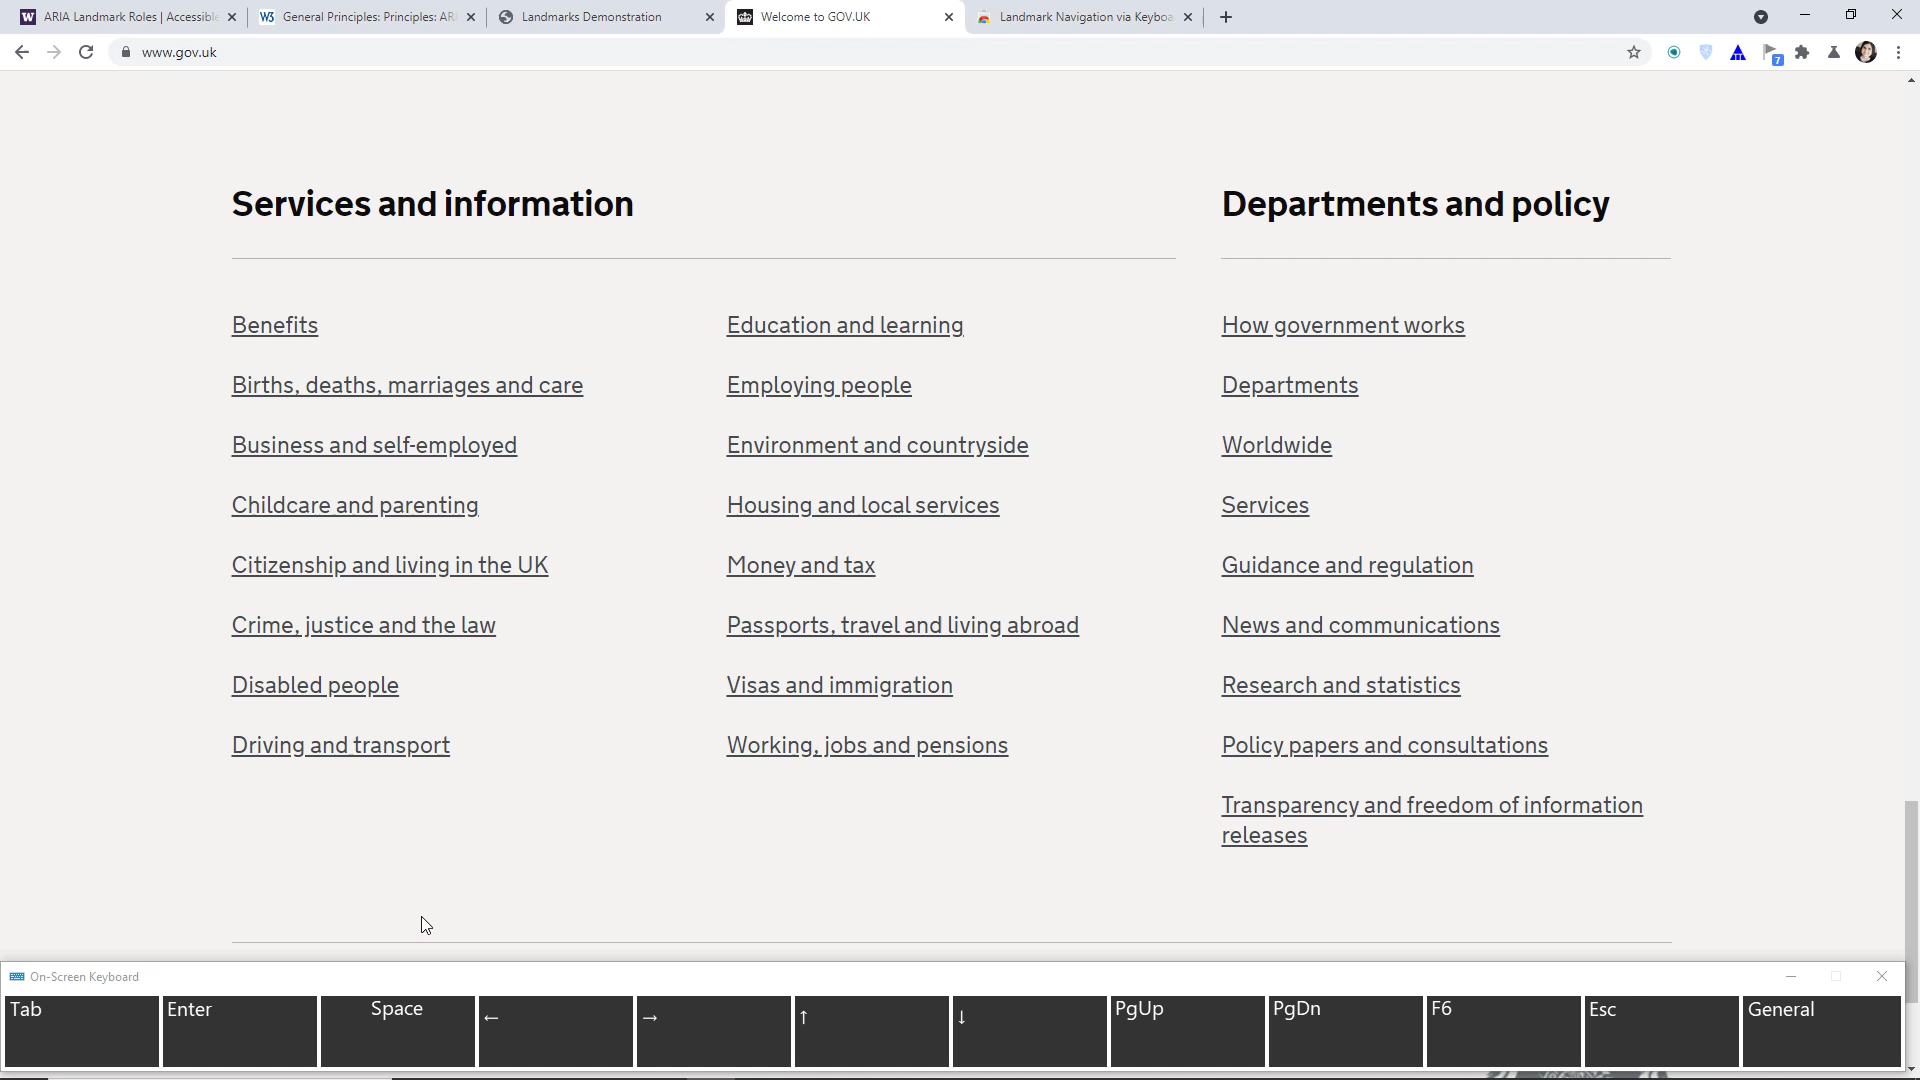 ARIA Landmark Roles | Accessible
General Principles: Principles: ARI
Landmarks Demonstration
Welcome to GOV.UK
Landmark Navigation via Keyboa
www.gov.uk
7
Services and information
Departments and policy
Benefits
Education and learning
How government works
Births, deaths, marriages and care
Employing people
Departments
Business and self-employed
Environment and countryside
Worldwide
Childcare and parenting
Housing and local services
Services
Citizenship and living in the UK
Money and tax
Guidance and regulation
Crime, justice and the law
Passports, travel and living abroad
News and communications
Disabled people
Visas and immigration
Research and statistics
Driving and transport
Working, jobs and pensions
Policy papers and consultations
Transparency and freedom of information
releases
On-Screen Keyboard
Tab
Enter
Space
←
→
↑
↓
PgUp
PgDn
F6
Esc
General